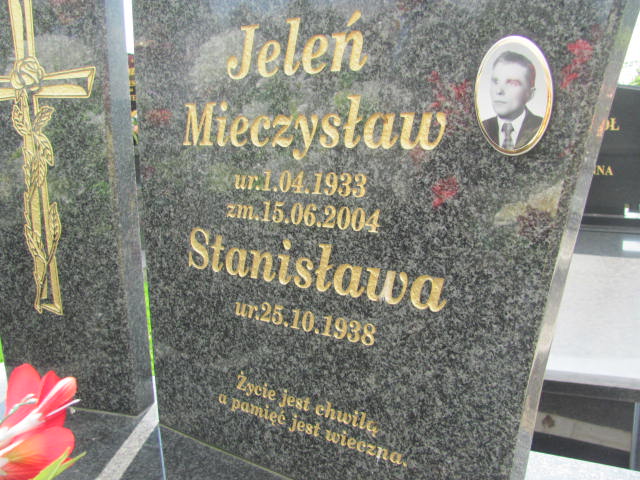 Jeleń
Mieczysław
ur.1.04.1933
zm.15.06.2004
Stanisława
ur.25.10.1938
Życie jest chwilą,
a pamięć jest wieczna.